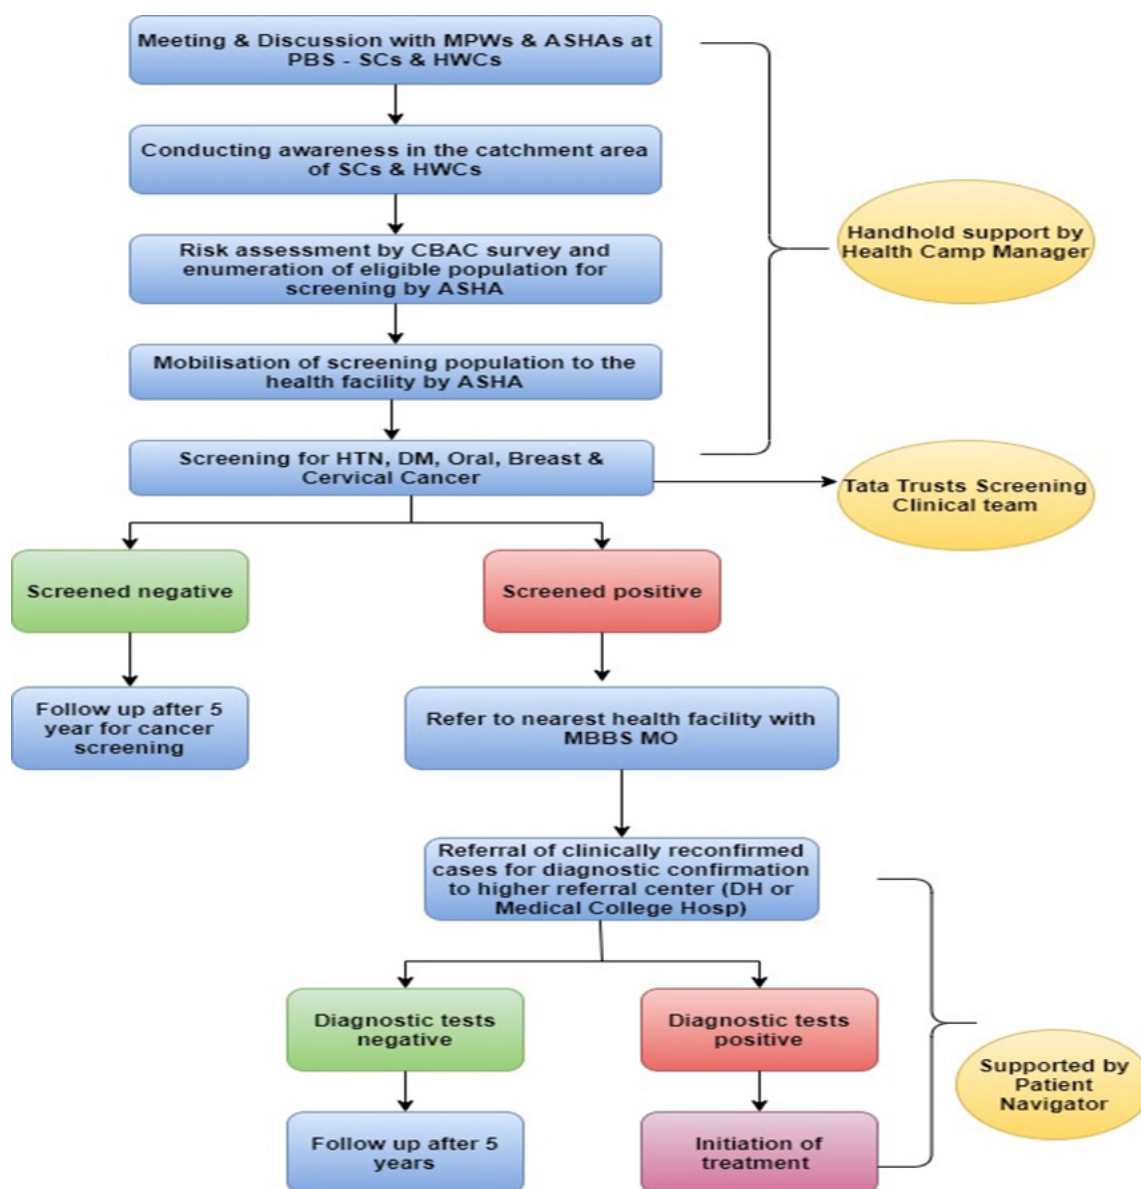 Meeting & Discussion with MPWs & ASHAs at
PBS - SCs & HWCs
Conducting awareness in the catchment area
of SCs & HWCs
Risk assessment by CBAC survey and
enumeration of eligible population for
screening by ASHA
Handhold support by
Health Camp Manager
Mobilisation of screening population to the
health facility by ASHA
Screening for HTN, DM, Oral, Breast &
Cervical Cancer
Tata Trusts Screening
Clinical team
Screened negative
Screened positive
Follow up after 5
year for cancer
screening
Refer to nearest health facility with
MBBS MO
Referral of clinically reconfirmed
cases for diagnostic confirmation
to higher referral center (DH or
Medical College Hosp)
Diagnostic tests
negative
Diagnostic tests
positive
Supported by
Patient
Navigator
Follow up after 5
years
Initiation of
treatment